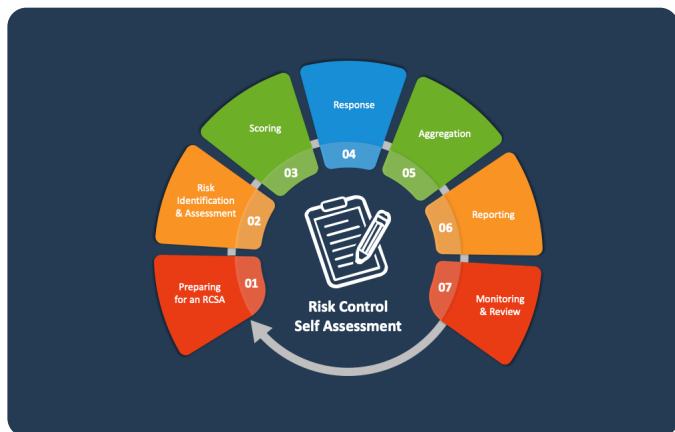 Preparing
for an RCSA
01
Risk
Identification
& Assessment
02
Scoring
03
Response
04
Aggregation
05
Reporting
06
Monitoring
& Review
07
Risk Control
Self Assessment